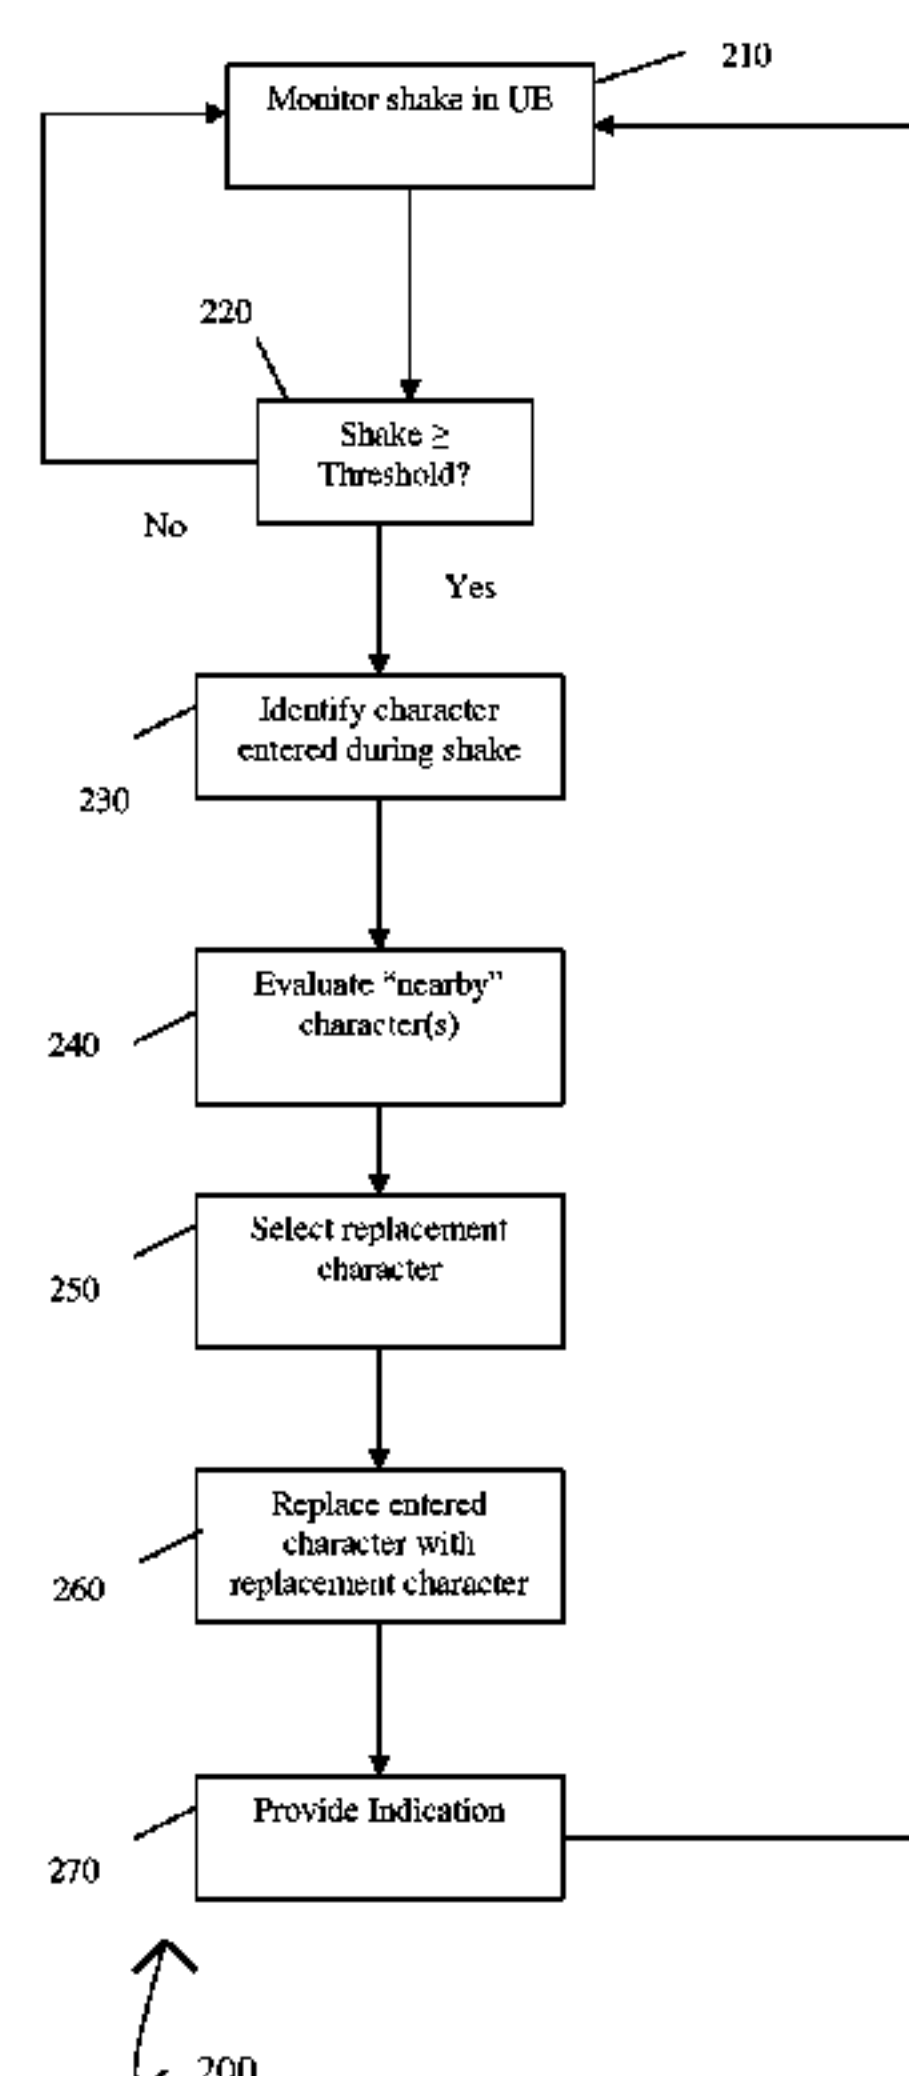 210
Monitor shake in UE
220
Shake ≥
Threshold?
No
Yes
Identify character
entered during shake
230
Evaluate “nearby”
character(s)
240
Select replacement
character
250
Replace entered
character with
replacement character
260
Provide Indication
270
200